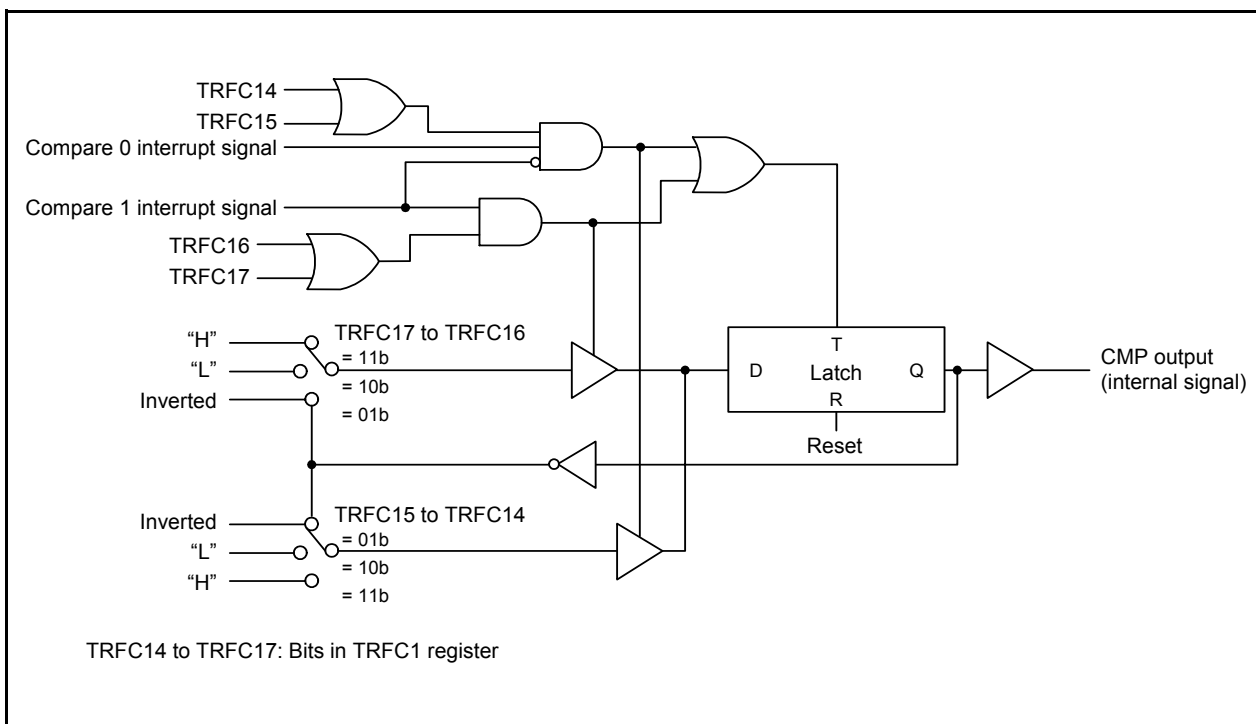 TRFC14
TRFC15
Compare 0 interrupt signal
Compare 1 interrupt signal
TRFC16
TRFC17
“H”
“L”
Inverted
TRFC17 to TRFC16
= 11b
= 10b
= 01b
D
T
Latch
R
Q
Reset
CMP output
(internal signal)
Inverted
“L”
“H”
TRFC15 to TRFC14
= 01b
= 10b
= 11b
TRFC14 to TRFC17: Bits in TRFC1 register